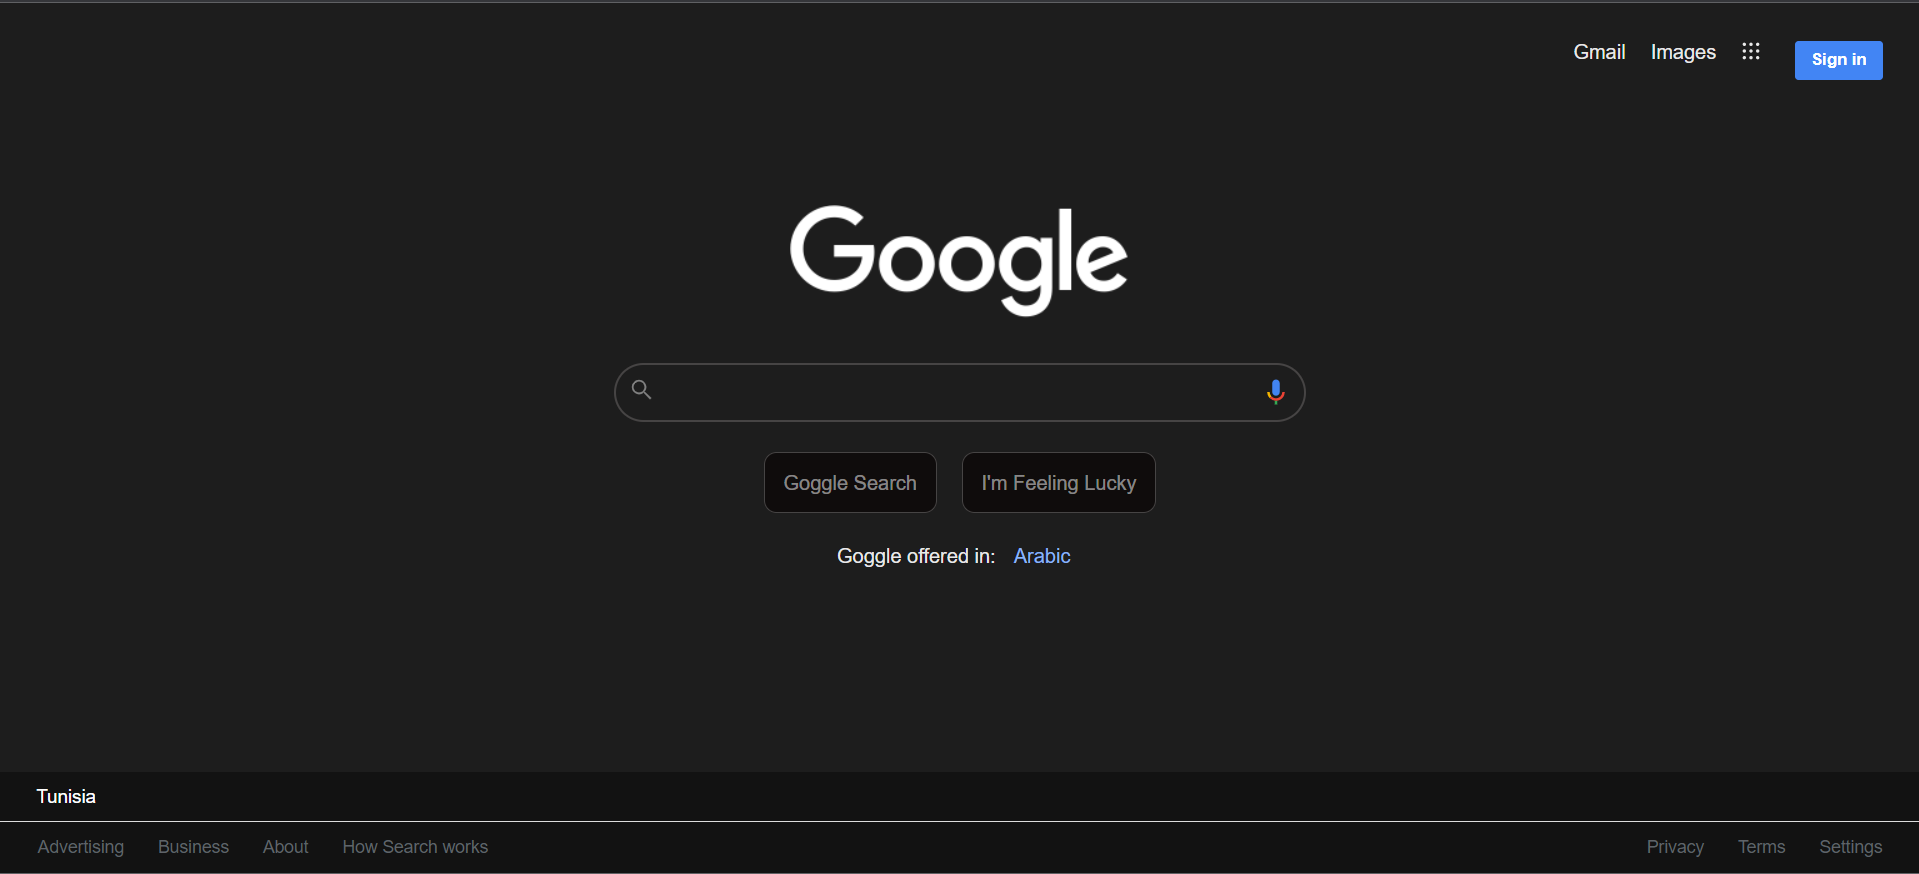 Gmail Images Sign in
Google
Goggle Search I'm Feeling Lucky
Goggle offered in: Arabic
Tunisia
Advertising Business About How Search works Privacy Terms Settings